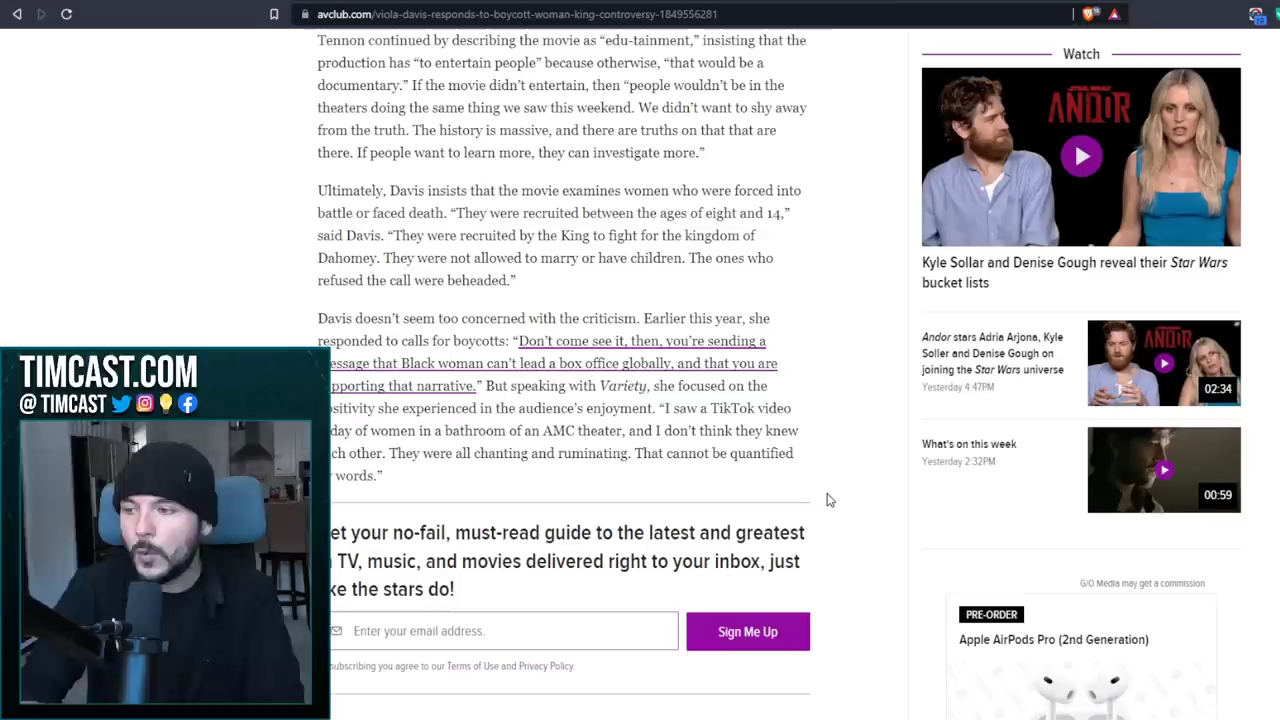 avclub.com/viola-davis-responds-to-boycott-woman-king-controversy-1849556281
Tennon continued by describing the movie as “edu-tainment,” insisting that the
production has “to entertain people” because otherwise, “that would be a
documentary.” If the movie didn’t entertain, then “people wouldn’t be in the
theaters doing the same thing we saw this weekend. We didn’t want to shy away
from the truth. The history is massive, and there are truths on that that are
there. If people want to learn more, they can investigate more.”
Ultimately, Davis insists that the movie examines women who were forced into
battle or faced death. “They were recruited between the ages of eight and 14,”
said Davis. “They were recruited by the King to fight for the kingdom of
Dahomey. They were not allowed to marry or have children. The ones who
refused the call were beheaded.”
Davis doesn’t seem too concerned with the criticism. Earlier this year, she
responded to calls for boycotts: “Don’t come see it, then, you’re sending a
essage that Black woman can’t lead a box office globally, and that you are
pporting that narrative.” But speaking with Variety, she focused on the
ositivity she experienced in the audience’s enjoyment. “I saw a TikTok video
day of women in a bathroom of an AMC theater, and I don’t think they knew
ch other. They were all chanting and ruminating. That cannot be quantified
words.”
et your no-fail, must-read guide to the latest and greatest
TV, music, and movies delivered right to your inbox, just
ke the stars do!
Enter your email address.
Sign Me Up
subscribing you agree to our Terms of Use and Privacy Policy.
TIMCAST.COM
@ TIMCAST
Watch
STAR WARS
ANDOR
Kyle Sollar and Denise Gough reveal their Star Wars
bucket lists
Andor stars Adria Arjona, Kyle
Soller and Denise Gough on
joining the Star Wars universe
Yesterday 4:47PM
ANDOR
02:34
What's on this week
Yesterday 2:32PM
00:59
G/O Media may get a commission
PRE-ORDER
Apple AirPods Pro (2nd Generation)